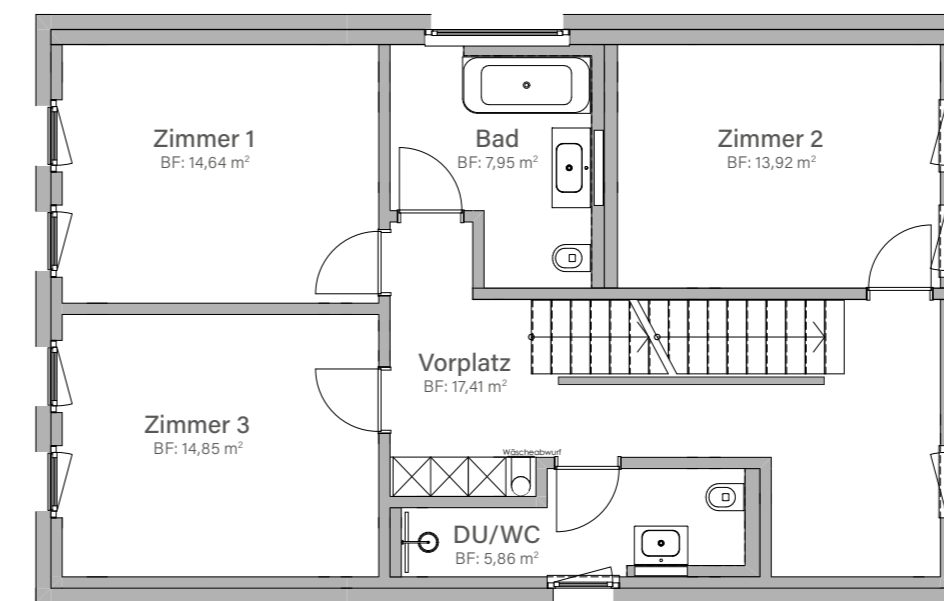 Zimmer 1
BF: 14,64 m²
Bad
BF: 7,95 m²
Zimmer 2
BF: 13,92 m²
Vorplatz
BF: 17,41 m²
Zimmer 3
BF: 14,85 m²
Wäscheabwurf
DU/WC
BF: 5,86 m²